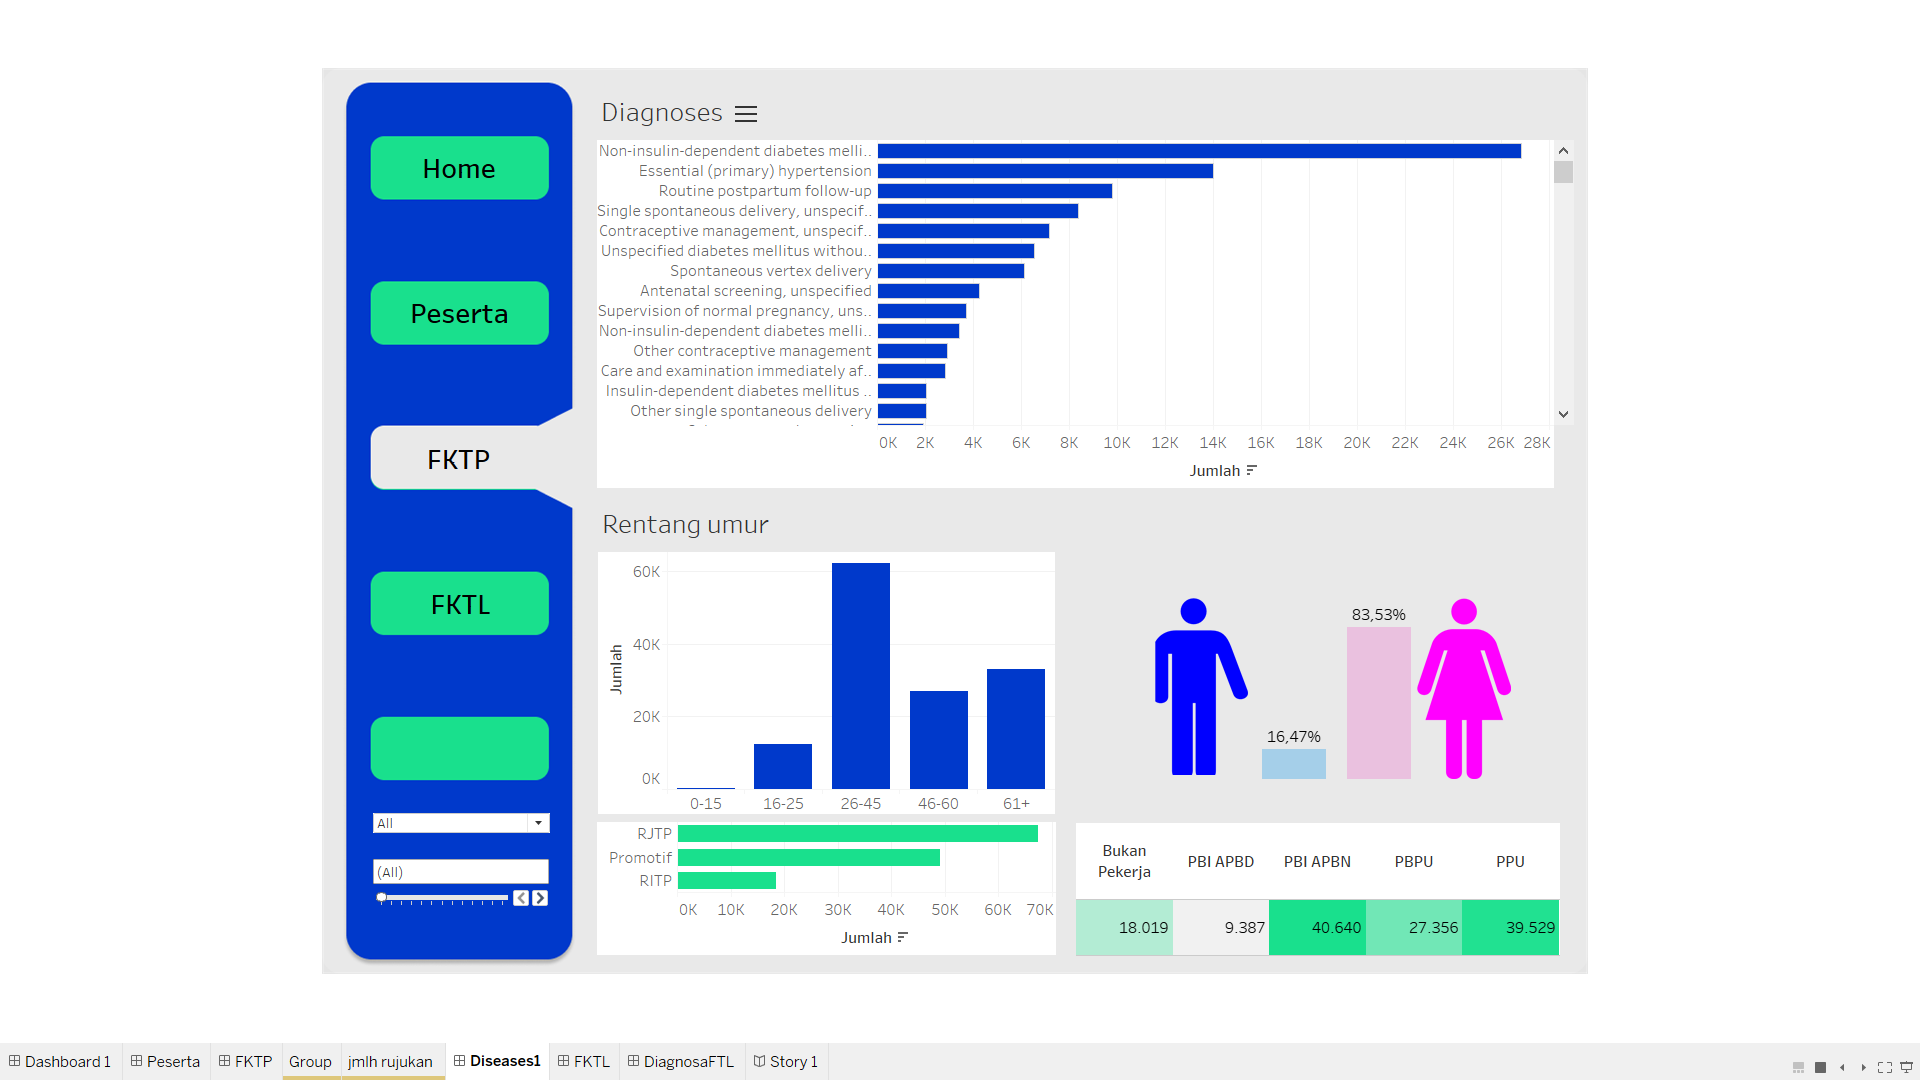 Home
Peserta
FKTP
FKTL
All
(All)
Diagnoses
Non-insulin-dependent diabetes melli..
Essential (primary) hypertension
Routine postpartum follow-up
Single spontaneous delivery, unspecif..
Contraceptive management, unspecif..
Unspecified diabetes mellitus withou..
Spontaneous vertex delivery
Antenatal screening, unspecified
Supervision of normal pregnancy, uns..
Non-insulin-dependent diabetes melli..
Other contraceptive management
Care and examination immediately af..
Insulin-dependent diabetes mellitus ..
Other single spontaneous delivery
0K 2K 4K 6K 8K 10K 12K 14K 16K 18K 20K 22K 24K 26K 28K
Jumlah
Rentang umur
Jumlah
60K
40K
20K
0K
0-15 16-25 26-45 46-60 61+
83,53%
16,47%
RJTP
Promotif
RITP
0K 10K 20K 30K 40K 50K 60K 70K
Jumlah
Bukan Pekerja PBI APBD PBI APBN PBPU PPU
18.019 9.387 40.640 27.356 39.529
Dashboard 1 Peserta FKTP Group jmlh rujukan Diseases1 FKTL DiagnosaFTL Story 1